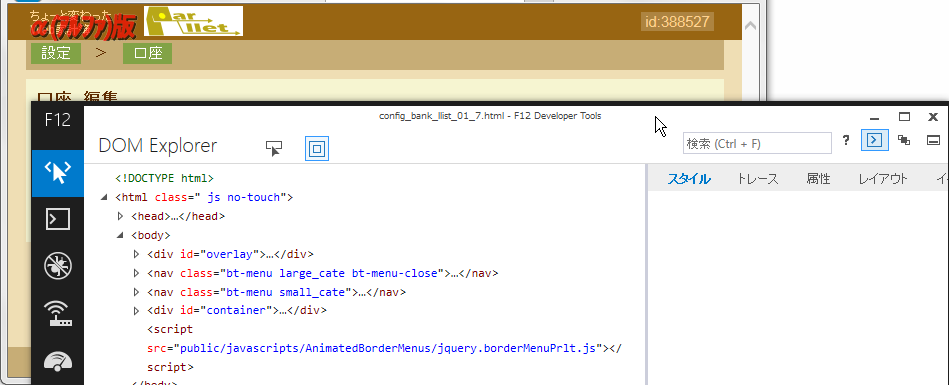 ちょっと変わった
α(アルファ)版
Par
llet.
id:388527
設定 > 口座
口座 編集
F12
config_bank_llist_01_7.html - F12 Developer Tools
DOM Explorer
検索 (Ctrl + F)
?
<!DOCTYPE html>
<html class=" js no-touch">
<head>…</head>
<body>
<div id="overlay">…</div>
<nav class="bt-menu large_cate bt-menu-close">…</nav>
<nav class="bt-menu small_cate">…</nav>
<div id="container">…</div>
<script
src="public/javascripts/AnimatedBorderMenus/jquery.borderMenuPrlt.js"></
script>
</body>
スタイル トレース 属性 レイアウト イ